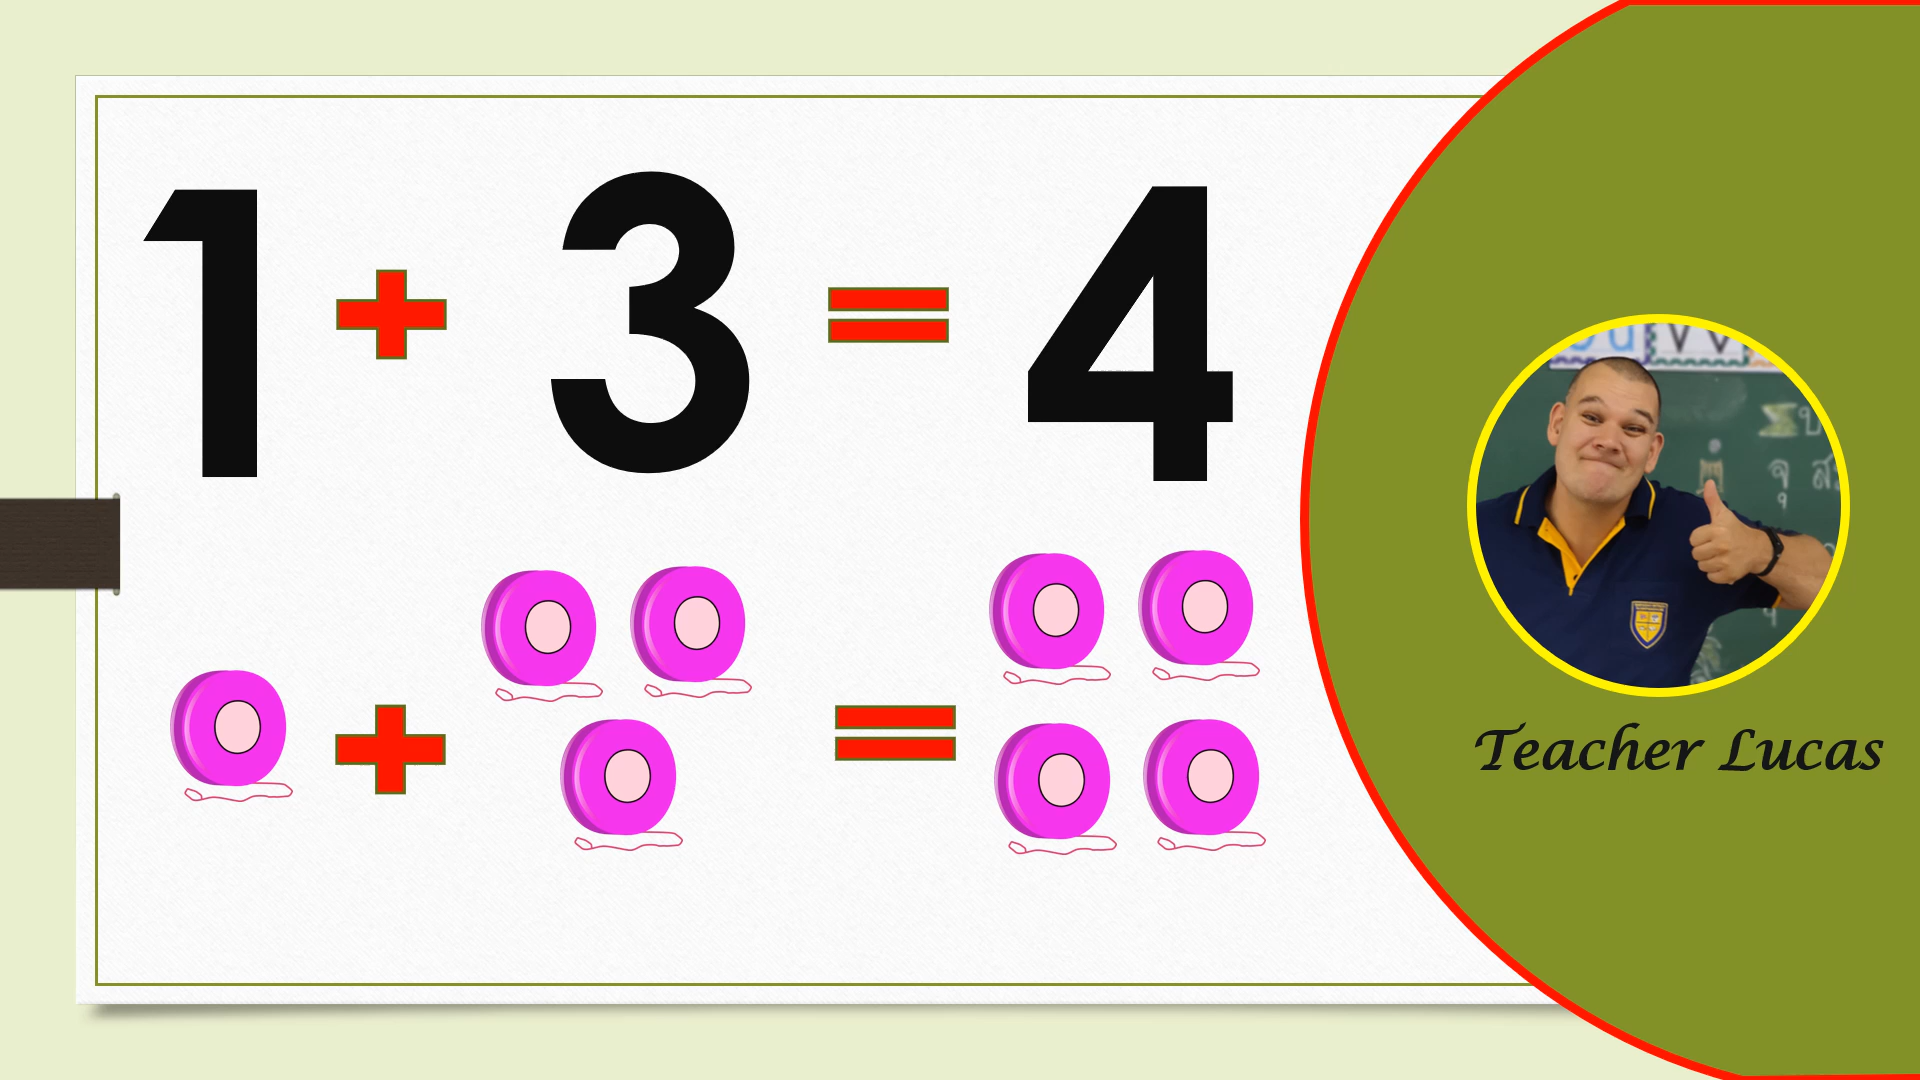 1 + 3 = 4
+ =
Teacher Lucas